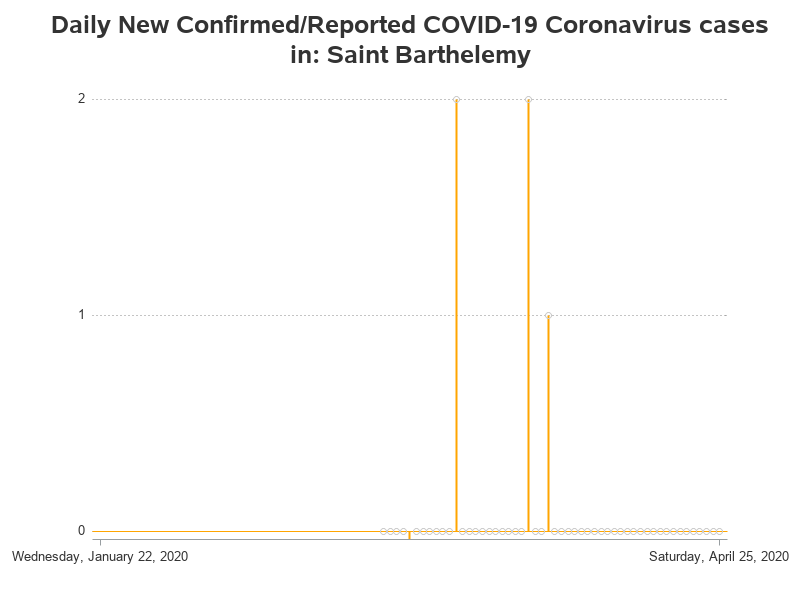 Daily New Confirmed/Reported COVID-19 Coronavirus cases
in: Saint Barthelemy
2
1
0
Wednesday, January 22, 2020
Saturday, April 25, 2020